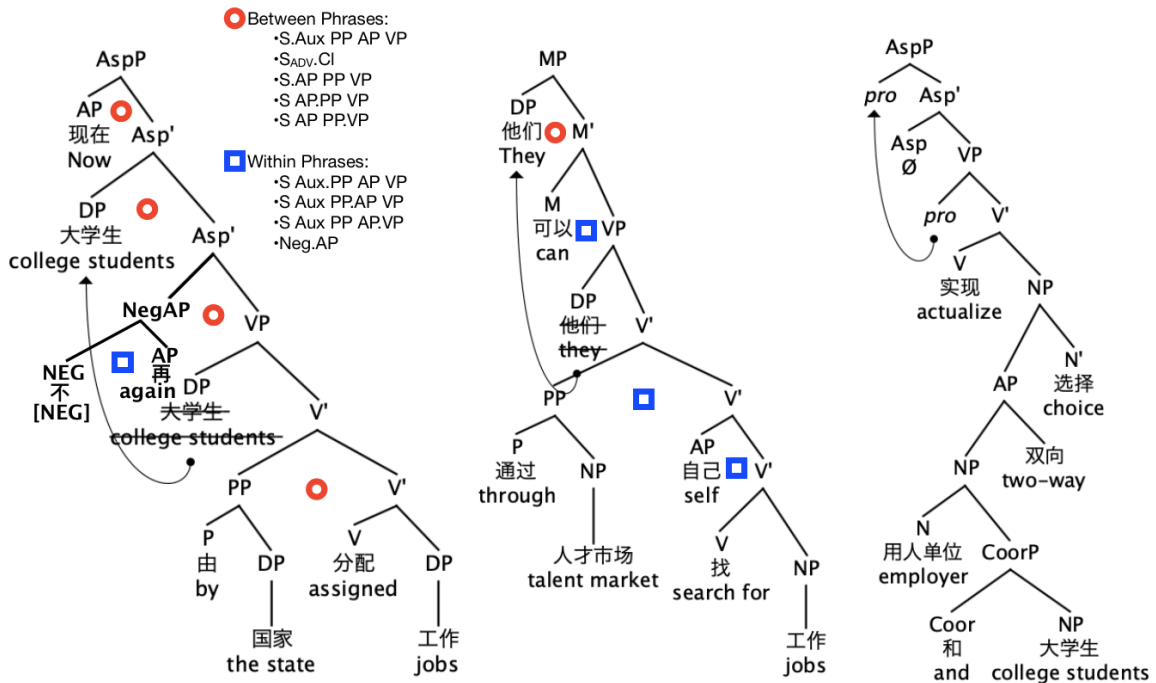 Between Phrases:
•S.Aux PP AP VP
•SADV.Cl
•S.AP PP VP
•S AP.PP VP
•S AP PP.VP
Within Phrases:
•S Aux.PP AP VP
•S Aux PP.AP VP
•S Aux PP AP.VP
•Neg.AP
AspP
AP
现在
Now
Asp'
DP
大学生
college students
Asp'
NegAP
VP
NEG
不
[NEG]
AP
再
again
DP
大学生
college students
V'
PP
V'
P
由
by
DP
V
分配
assigned
DP
国家
the state
工作
jobs
MP
DP
他们
They
M'
M
可以
can
VP
DP
他们
they
V'
PP
V'
P
通过
through
NP
AP
自己
self
V'
人才市场
talent market
V
找
search for
NP
工作
jobs
AspP
pro
Asp'
Asp
Ø
VP
pro
V'
V
实现
actualize
NP
AP
N'
选择
choice
NP
双向
two-way
N
用人单位
employer
CoorP
Coor
和
and
NP
大学生
college students